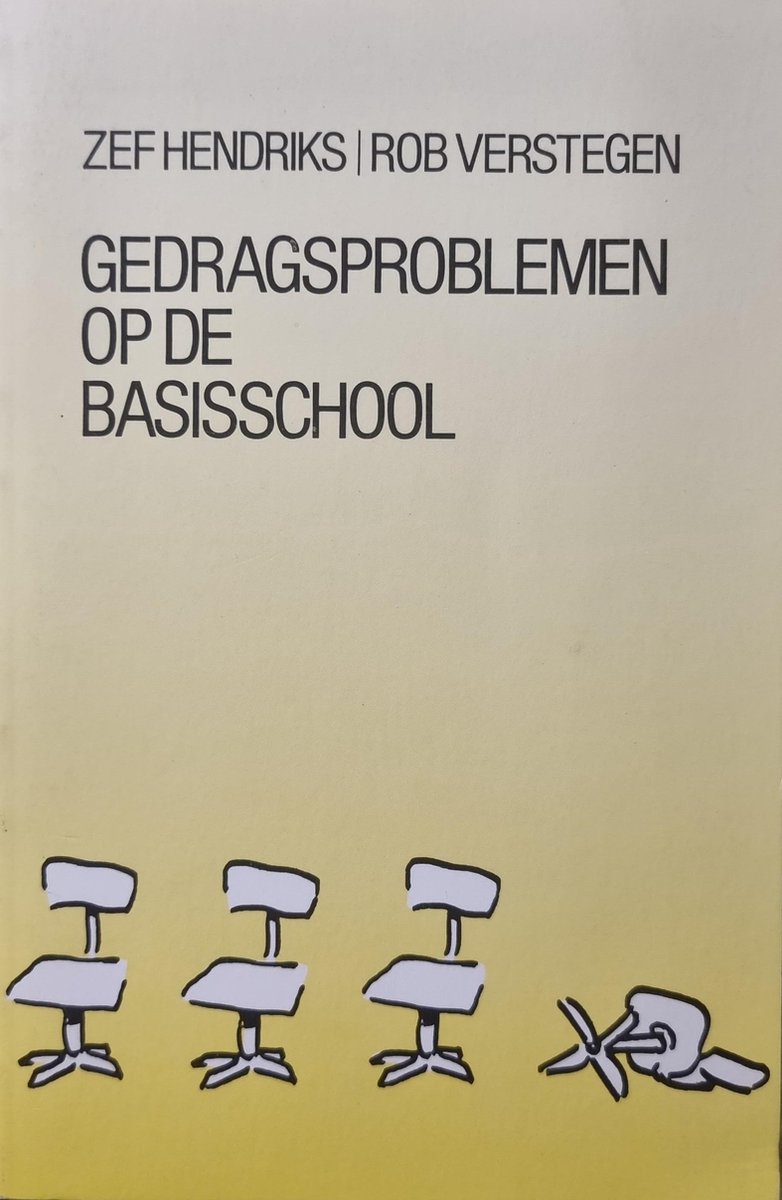 ZEF HENDRIKS | ROB VERSTEGEN
GEDRAGSPROBLEMEN
OP DE
BASISSCHOOL